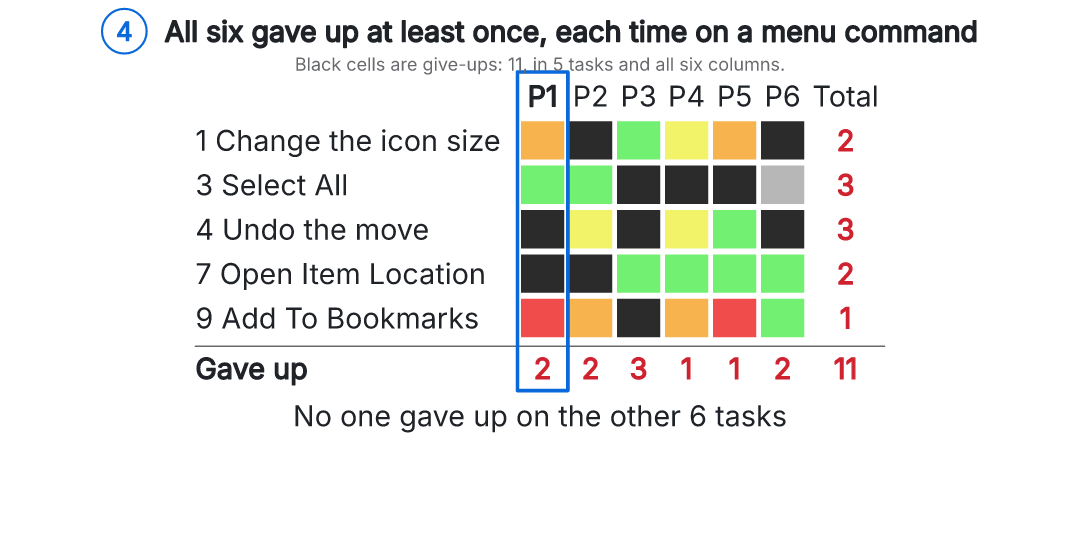 4 All six gave up at least once, each time on a menu command
Black cells are give-ups: 11, in 5 tasks and all six columns.
P1 P2 P3 P4 P5 P6 Total
1 Change the icon size 2
3 Select All 3
4 Undo the move 3
7 Open Item Location 2
9 Add To Bookmarks 1
Gave up 2 2 3 1 1 2 11
No one gave up on the other 6 tasks